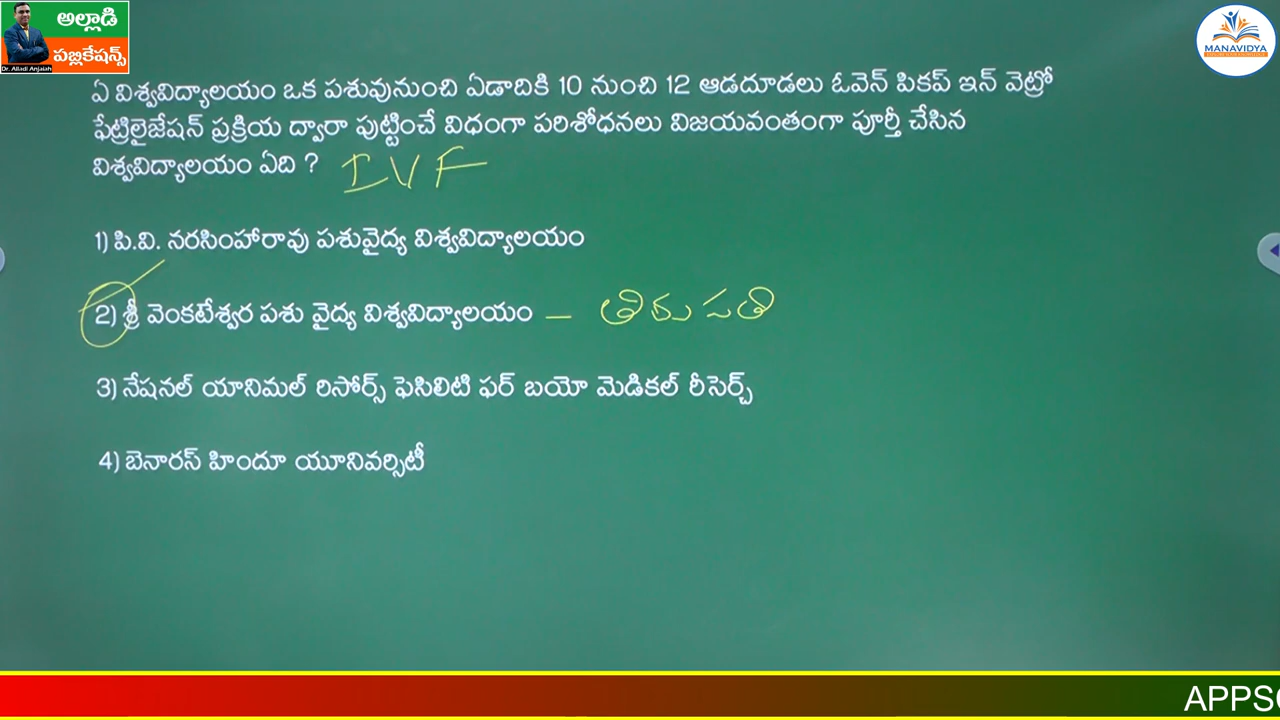 అల్లాడి
పబ్లికేషన్స్
Dr. Alladi Anjaiah
MANAVIDYA
ఏ విశ్వవిద్యాలయం ఒక పశువునుంచి ఏడాదికి 10 నుంచి 12 ఆడదూడలు ఓవెన్ పికప్ ఇన్ వెట్రో
ఫేట్రిలైజేషన్ ప్రక్రియ ద్వారా పుట్టించే విధంగా పరిశోధనలు విజయవంతంగా పూర్తీ చేసిన
విశ్వవిద్యాలయం ఏది ? IVF
1) పి.వి. నరసింహారావు పశువైద్య విశ్వవిద్యాలయం
2) శ్రీ వెంకటేశ్వర పశు వైద్య విశ్వవిద్యాలయం – తిరుపతి
3) నేషనల్ యానిమల్ రిసోర్స్ ఫెసిలిటి ఫర్ బయో మెడికల్ రీసెర్చ్
4) బెనారస్ హిందూ యూనివర్సిటీ